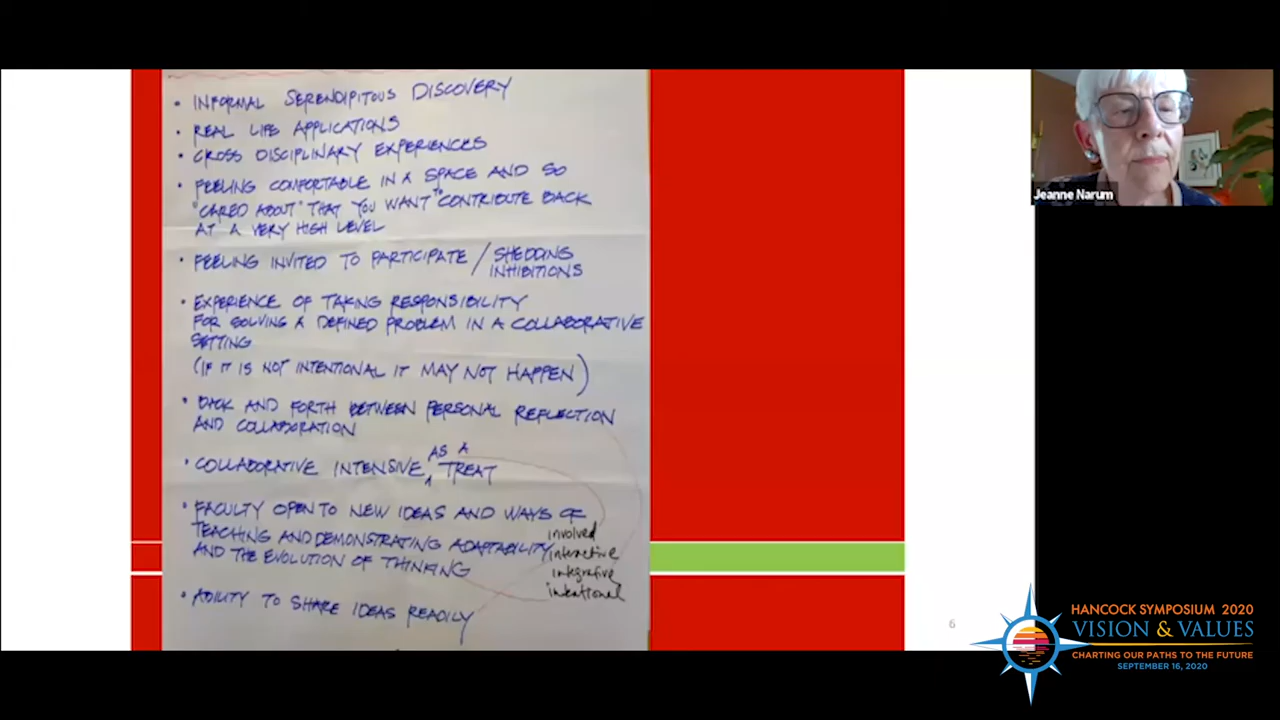 • INFORMAL SERENDIPITOUS DISCOVERY
• REAL LIFE APPLICATIONS
• CROSS DISCIPLINARY EXPERIENCES
• FEELING COMFORTABLE IN A SPACE AND SO
"CARED ABOUT" THAT YOU WANT TO CONTRIBUTE BACK
AT A VERY HIGH LEVEL
• FEELING INVITED TO PARTICIPATE / SHEDDING
INHIBITIONS
• EXPERIENCE OF TAKING RESPONSIBILITY
FOR SOLVING A DEFINED PROBLEM IN A COLLABORATIVE
SETTING
(IF IT IS NOT INTENTIONAL IT MAY NOT HAPPEN)
• BACK AND FORTH BETWEEN PERSONAL REFLECTION
AND COLLABORATION
• COLLABORATIVE INTENSIVE AS A TREAT
• FACULTY OPEN TO NEW IDEAS AND WAYS OF
TEACHING AND DEMONSTRATING ADAPTABILITY
AND THE EVOLUTION OF THINKING
involved
interactive
integrative
intentional
• ABILITY TO SHARE IDEAS READILY
Jeanne Narum
6
HANCOCK SYMPOSIUM 2020
VISION & VALUES
CHARTING OUR PATHS TO THE FUTURE
SEPTEMBER 16, 2020